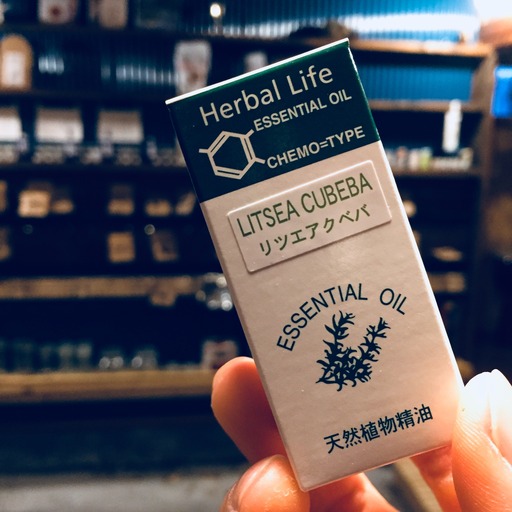 Herbal Life
ESSENTIAL OIL
CHEMO=TYPE
LITSEA CUBEBA
リツエアクベバ
ESSENTIAL OIL
天然植物精油